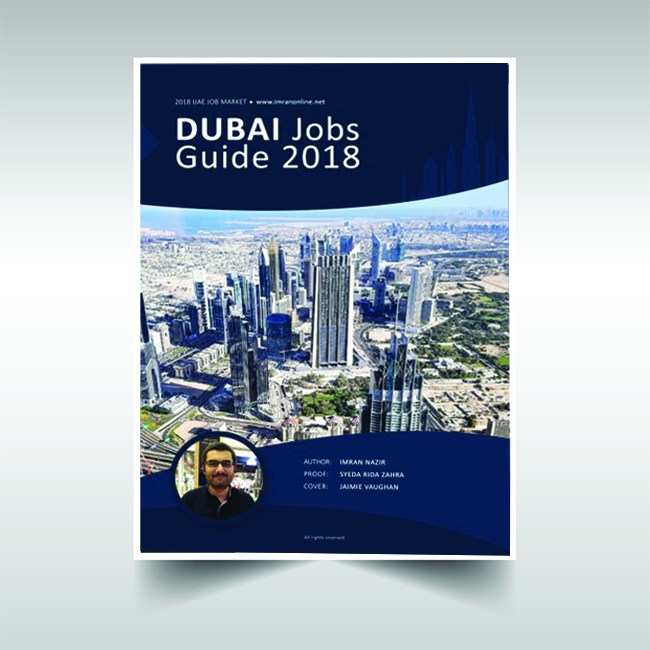 2018 UAE JOB MARKET ▸ www.imranonline.net
DUBAI Jobs
Guide 2018
AUTHOR: IMRAN NAZIR
PROOF: SYEDA RIDA ZAHRA
COVER: JAIMIE VAUGHAN
All rights reserved